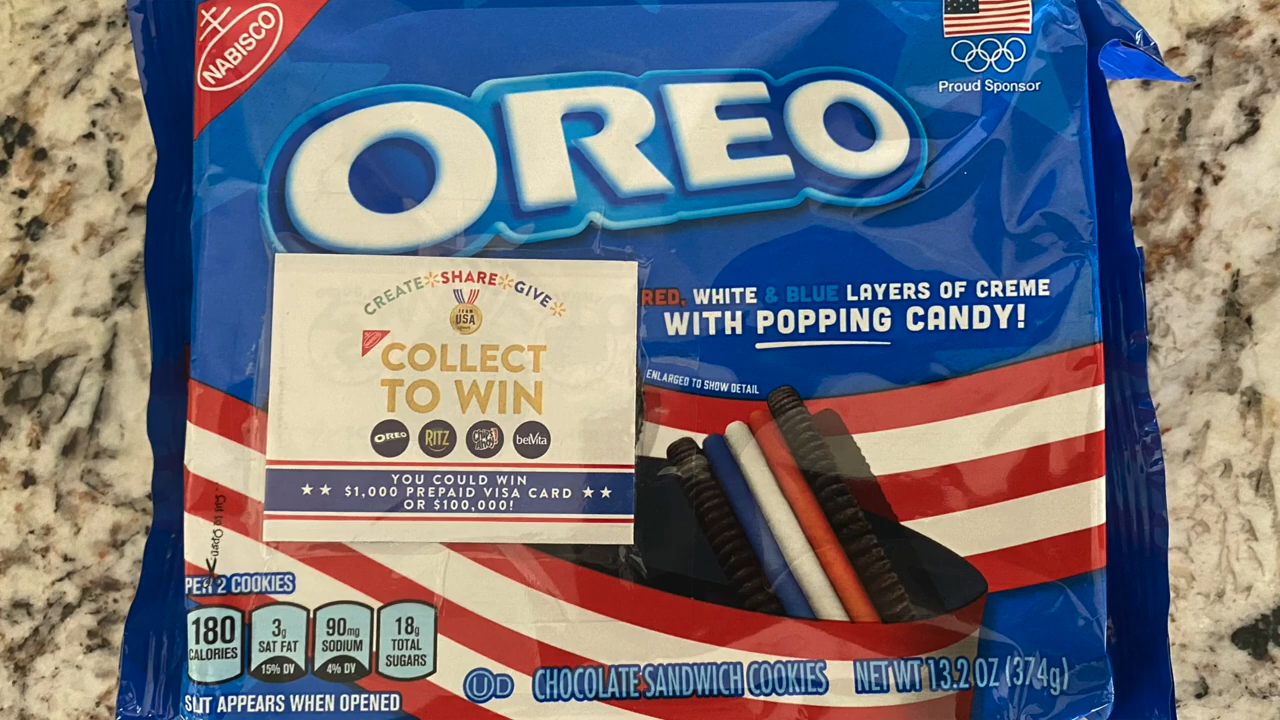 NABISCO
Proud Sponsor
OREO
CREATE SHARE GIVE
TEAM
USA
COLLECT
TO WIN
OREO RITZ CHIPS AHOY! belVita
YOU COULD WIN
$1,000 PREPAID VISA CARD
OR $100,000!
RED, WHITE & BLUE LAYERS OF CREME
WITH POPPING CANDY!
ENLARGED TO SHOW DETAIL
PER 2 COOKIES
180
CALORIES
3g
SAT FAT
15% DV
90mg
SODIUM
4% DV
18g
TOTAL
SUGARS
SLIT APPEARS WHEN OPENED
UD CHOCOLATE SANDWICH COOKIES NET WT 13.2 OZ (374g)